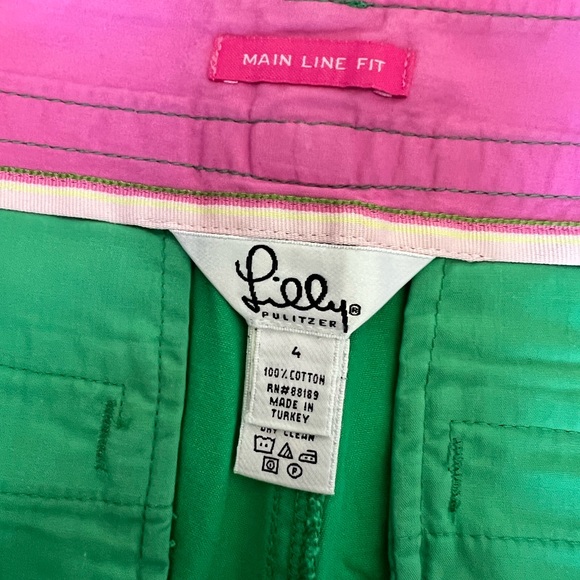 MAIN LINE FIT
Lilly®
PULITZER
4
100% COTTON
RN#88189
MADE IN
TURKEY
DRY CLEAN
P